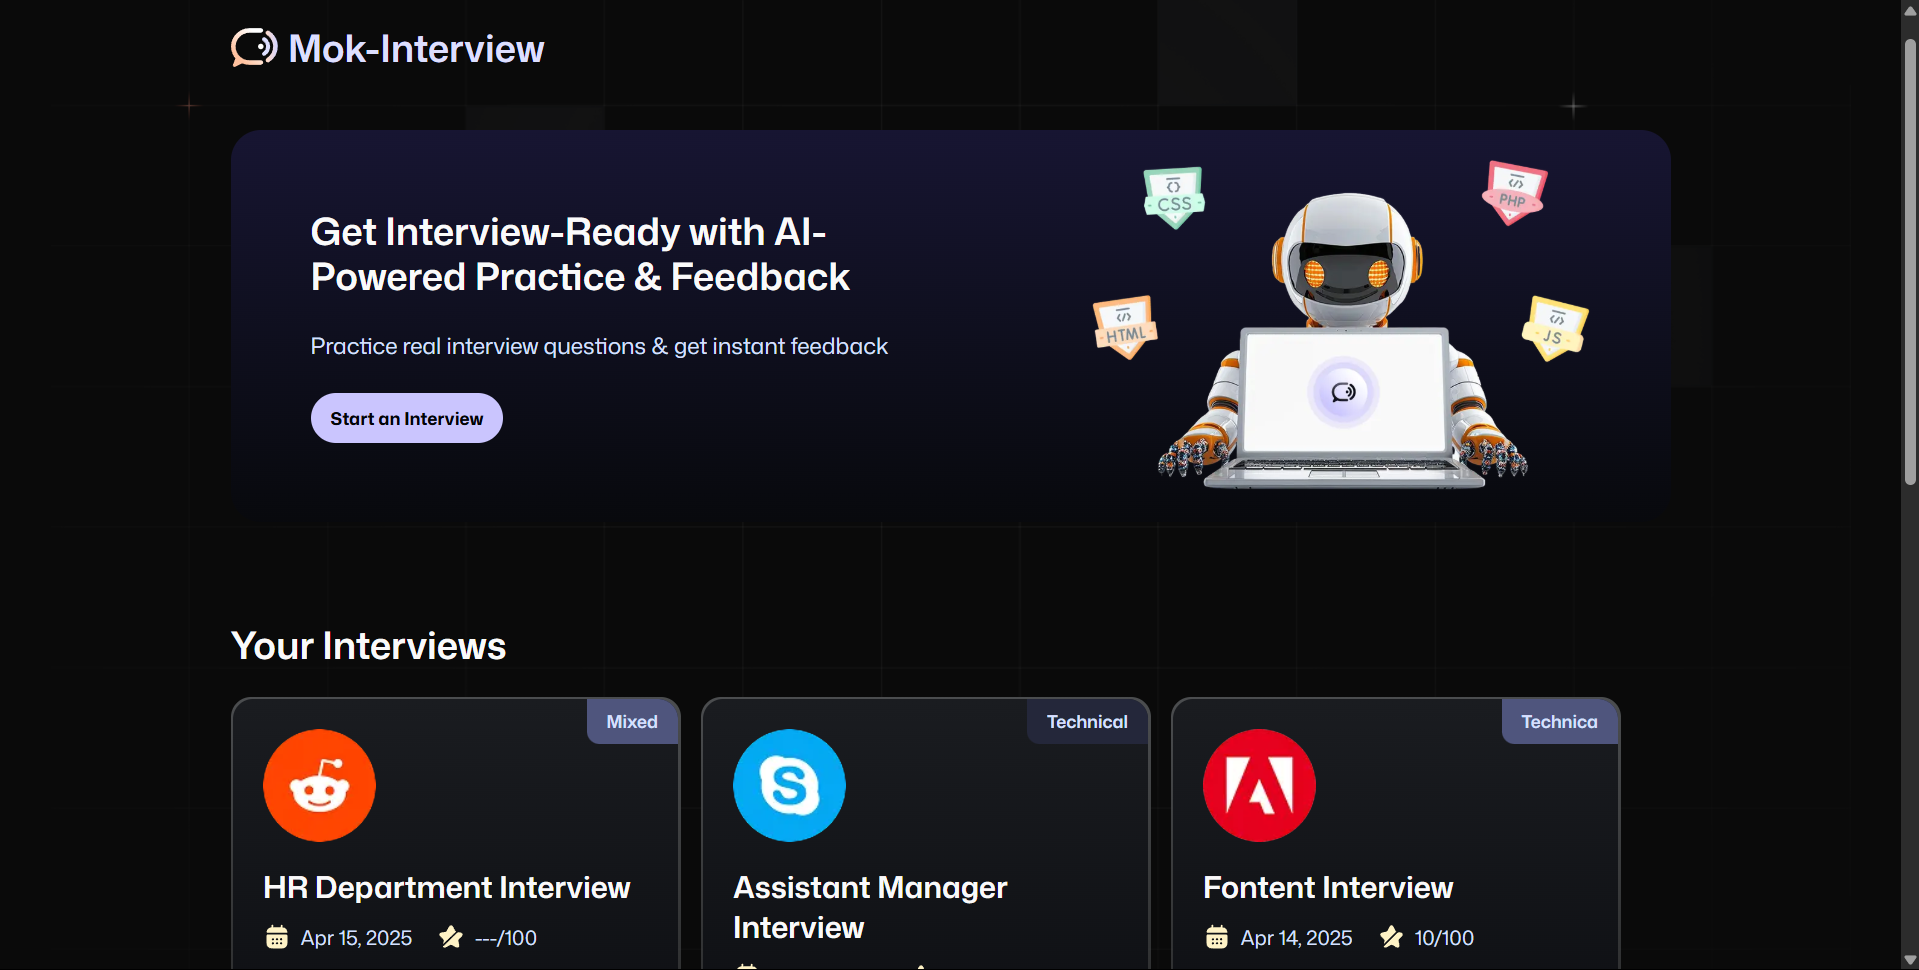 Mok-Interview
Get Interview-Ready with AI-
Powered Practice & Feedback
Practice real interview questions & get instant feedback
Start an Interview
CSS
PHP
HTML
JS
Your Interviews
Mixed
HR Department Interview
Apr 15, 2025 ---/100
Technical
Assistant Manager
Interview
Technica
Fontent Interview
Apr 14, 2025 10/100